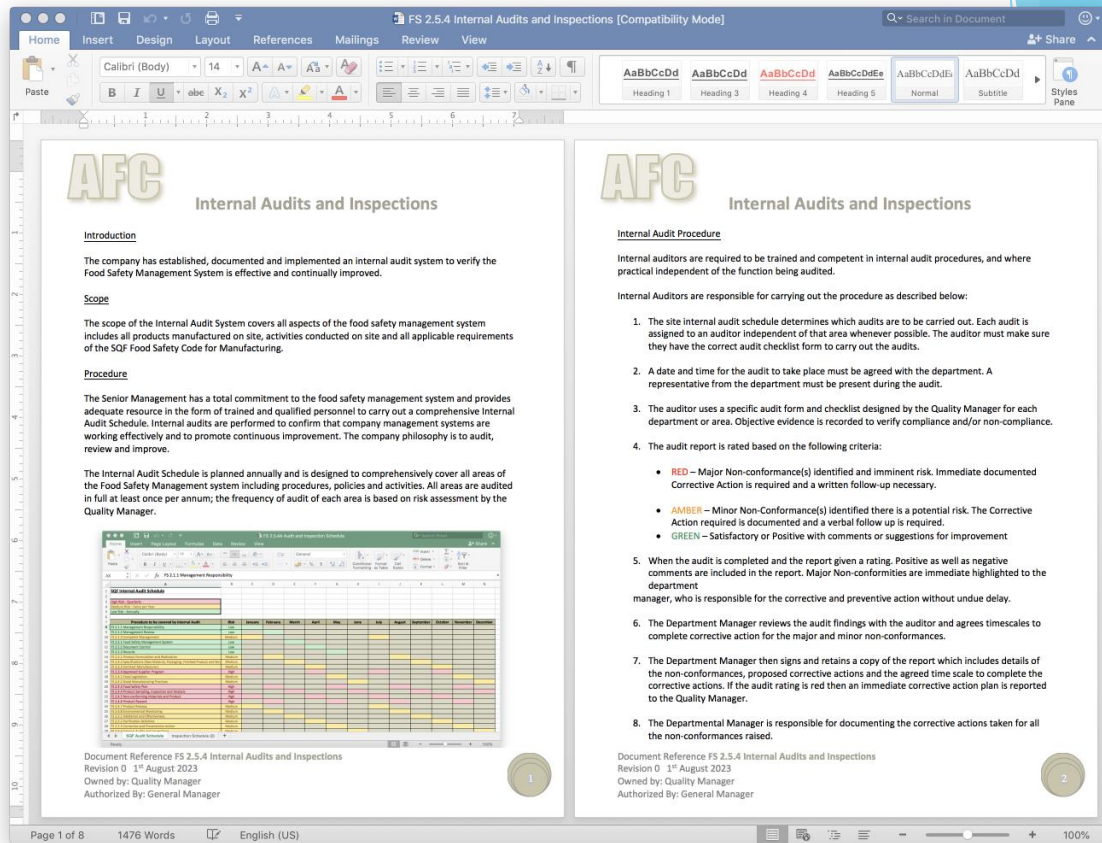 FS 2.5.4 Internal Audits and Inspections [Compatibility Mode]
Search in Document
Home Insert Design Layout References Mailings Review View
Share
Paste
Calibri (Body) 14
AaBbCcDd AaBbCcDd AaBbCcDd AaBbCcDdEe AaBbCcDdE AaBbCcDd
Heading 1 Heading 3 Heading 4 Heading 5 Normal Subtitle
Styles Pane
AFC
Internal Audits and Inspections
Introduction
The company has established, documented and implemented an internal audit system to verify the
Food Safety Management System is effective and continually improved.
Scope
The scope of the Internal Audit System covers all aspects of the food safety management system
includes all products manufactured on site, activities conducted on site and all applicable requirements
of the SQF Food Safety Code for Manufacturing.
Procedure
The Senior Management has a total commitment to the food safety management system and provides
adequate resource in the form of trained and qualified personnel to carry out a comprehensive Internal
Audit Schedule. Internal audits are performed to confirm that company management systems are
working effectively and to promote continuous improvement. The company philosophy is to audit,
review and improve.
The Internal Audit Schedule is planned annually and is designed to comprehensively cover all areas of
the Food Safety Management system including procedures, policies and activities. All areas are audited
in full at least once per annum; the frequency of audit of each area is based on risk assessment by the
Quality Manager.
SQF Internal Audit Schedule
Procedure to be covered by Internal Audit Risk January February March April May June July August September October November December
Document Reference FS 2.5.4 Internal Audits and Inspections
Revision 0 1st August 2023
Owned by: Quality Manager
Authorized By: General Manager
1
AFC
Internal Audits and Inspections
Internal Audit Procedure
Internal auditors are required to be trained and competent in internal audit procedures, and where
practical independent of the function being audited.
Internal Auditors are responsible for carrying out the procedure as described below:
1. The site internal audit schedule determines which audits are to be carried out. Each audit is
assigned to an auditor independent of that area whenever possible. The auditor must make sure
they have the correct audit checklist form to carry out the audits.
2. A date and time for the audit to take place must be agreed with the department. A
representative from the department must be present during the audit.
3. The auditor uses a specific audit form and checklist designed by the Quality Manager for each
department or area. Objective evidence is recorded to verify compliance and/or non-compliance.
4. The audit report is rated based on the following criteria:
• RED – Major Non-conformance(s) identified and imminent risk. Immediate documented
Corrective Action is required and a written follow-up necessary.
• AMBER – Minor Non-Conformance(s) identified there is a potential risk. The Corrective
Action required is documented and a verbal follow up is required.
• GREEN – Satisfactory or Positive with comments or suggestions for improvement
5. When the audit is completed and the report given a rating. Positive as well as negative
comments are included in the report. Major Non-conformities are immediate highlighted to the
department
manager, who is responsible for the corrective and preventive action without undue delay.
6. The Department Manager reviews the audit findings with the auditor and agrees timescales to
complete corrective action for the major and minor non-conformances.
7. The Department Manager then signs and retains a copy of the report which includes details of
the non-conformances, proposed corrective actions and the agreed time scale to complete the
corrective actions. If the audit rating is red then an immediate corrective action plan is reported
to the Quality Manager.
8. The Departmental Manager is responsible for documenting the corrective actions taken for all
the non-conformances raised.
Document Reference FS 2.5.4 Internal Audits and Inspections
Revision 0 1st August 2023
Owned by: Quality Manager
Authorized By: General Manager
2
Page 1 of 8 1476 Words English (US) 100%